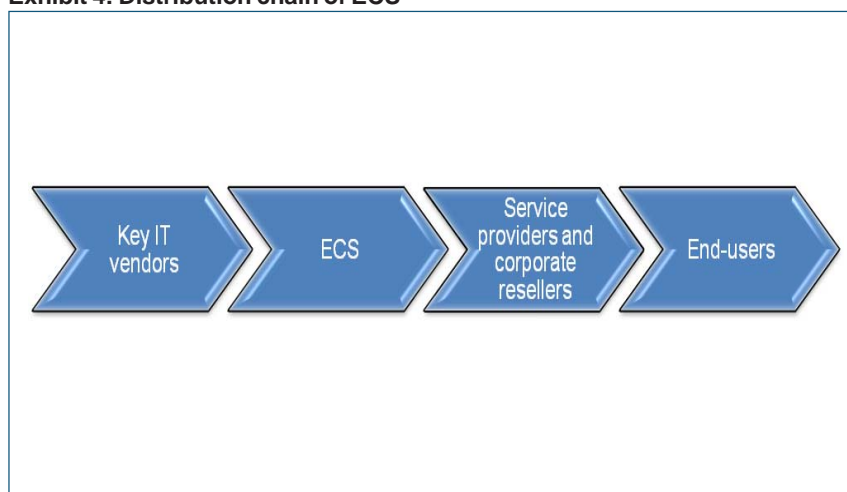 Exhibit 4: Distribution chain of ECS
Key IT
vendors
ECS
Service
providers and
corporate
resellers
End-users